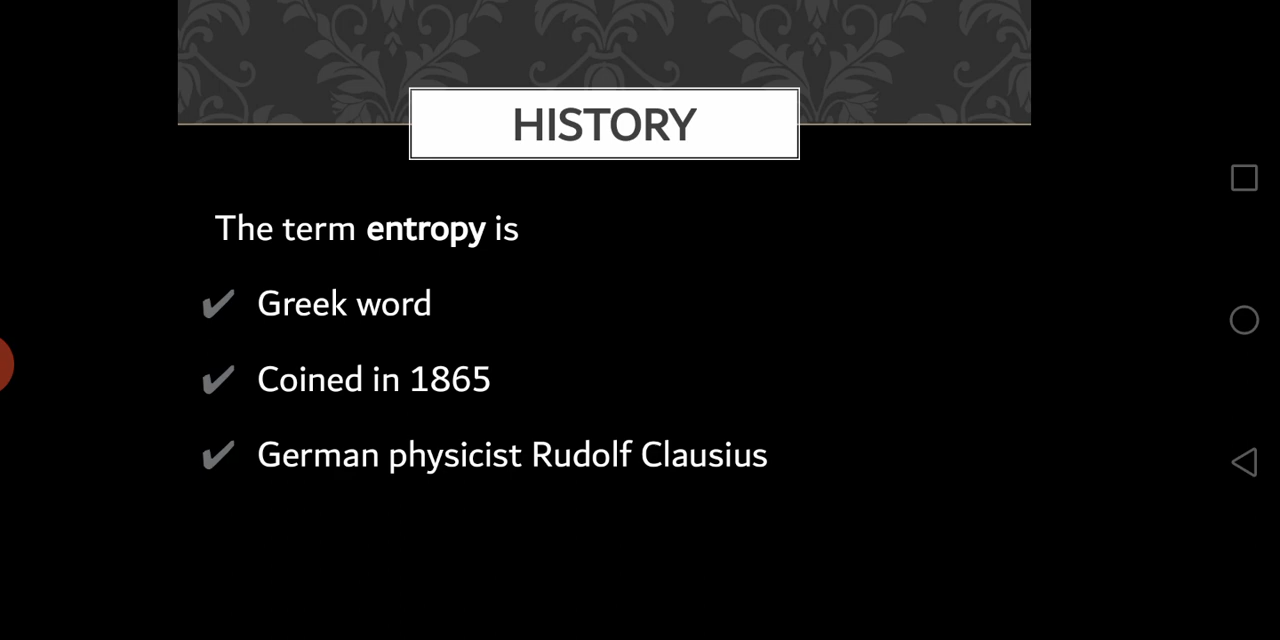 HISTORY
The term entropy is
✔ Greek word
✔ Coined in 1865
✔ German physicist Rudolf Clausius